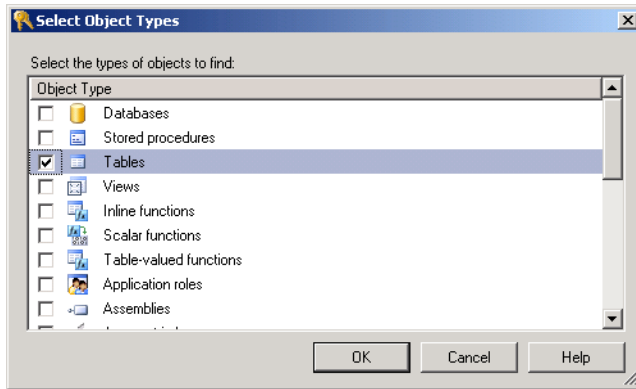 Select Object Types
Select the types of objects to find:
Object Type
Databases
Stored procedures
Tables
Views
Inline functions
Scalar functions
Table-valued functions
Application roles
Assemblies
OK Cancel Help